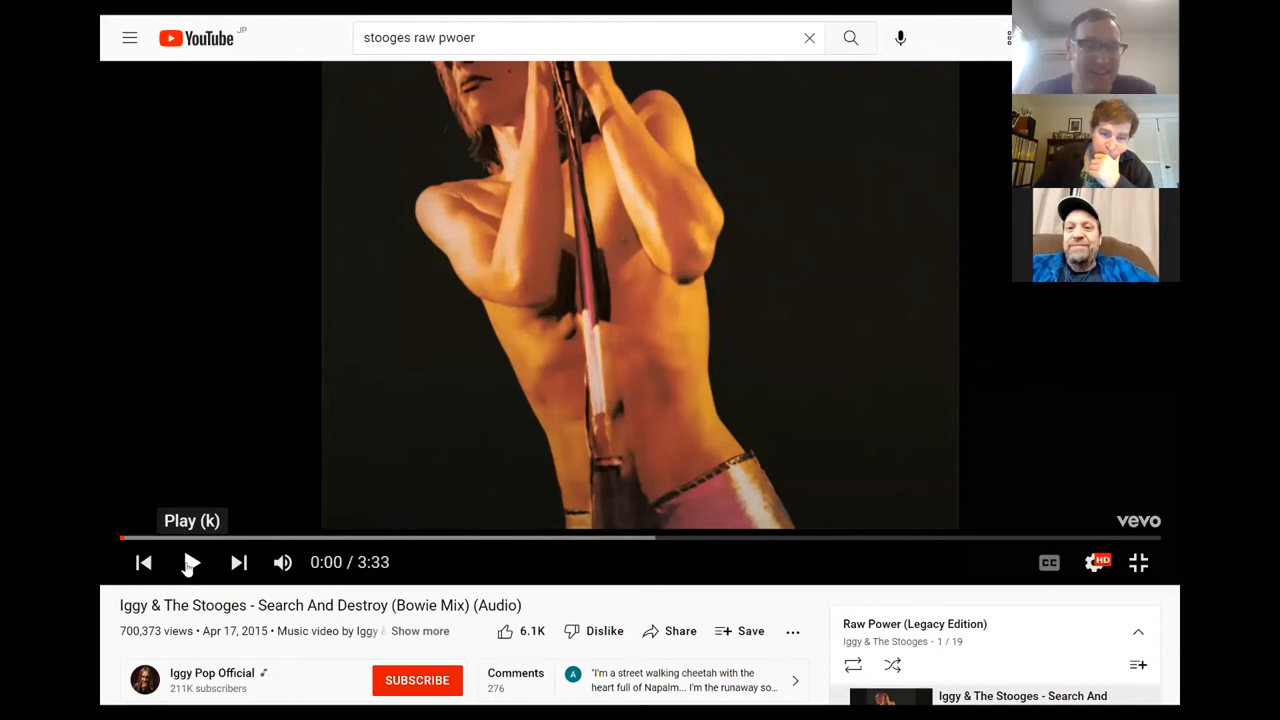 YouTube JP
stooges raw pwoer
Play (k)
vevo
0:00 / 3:33
CC
HD
Iggy & The Stooges - Search And Destroy (Bowie Mix) (Audio)
700,373 views • Apr 17, 2015 • Music video by Iggy & Show more
6.1K
Dislike
Share
Save
Raw Power (Legacy Edition)
Iggy & The Stooges - 1 / 19
Iggy Pop Official
211K subscribers
SUBSCRIBE
Comments
276
A
"I'm a street walking cheetah with the
heart full of Napalm... I'm the runaway so...
Iggy & The Stooges - Search And